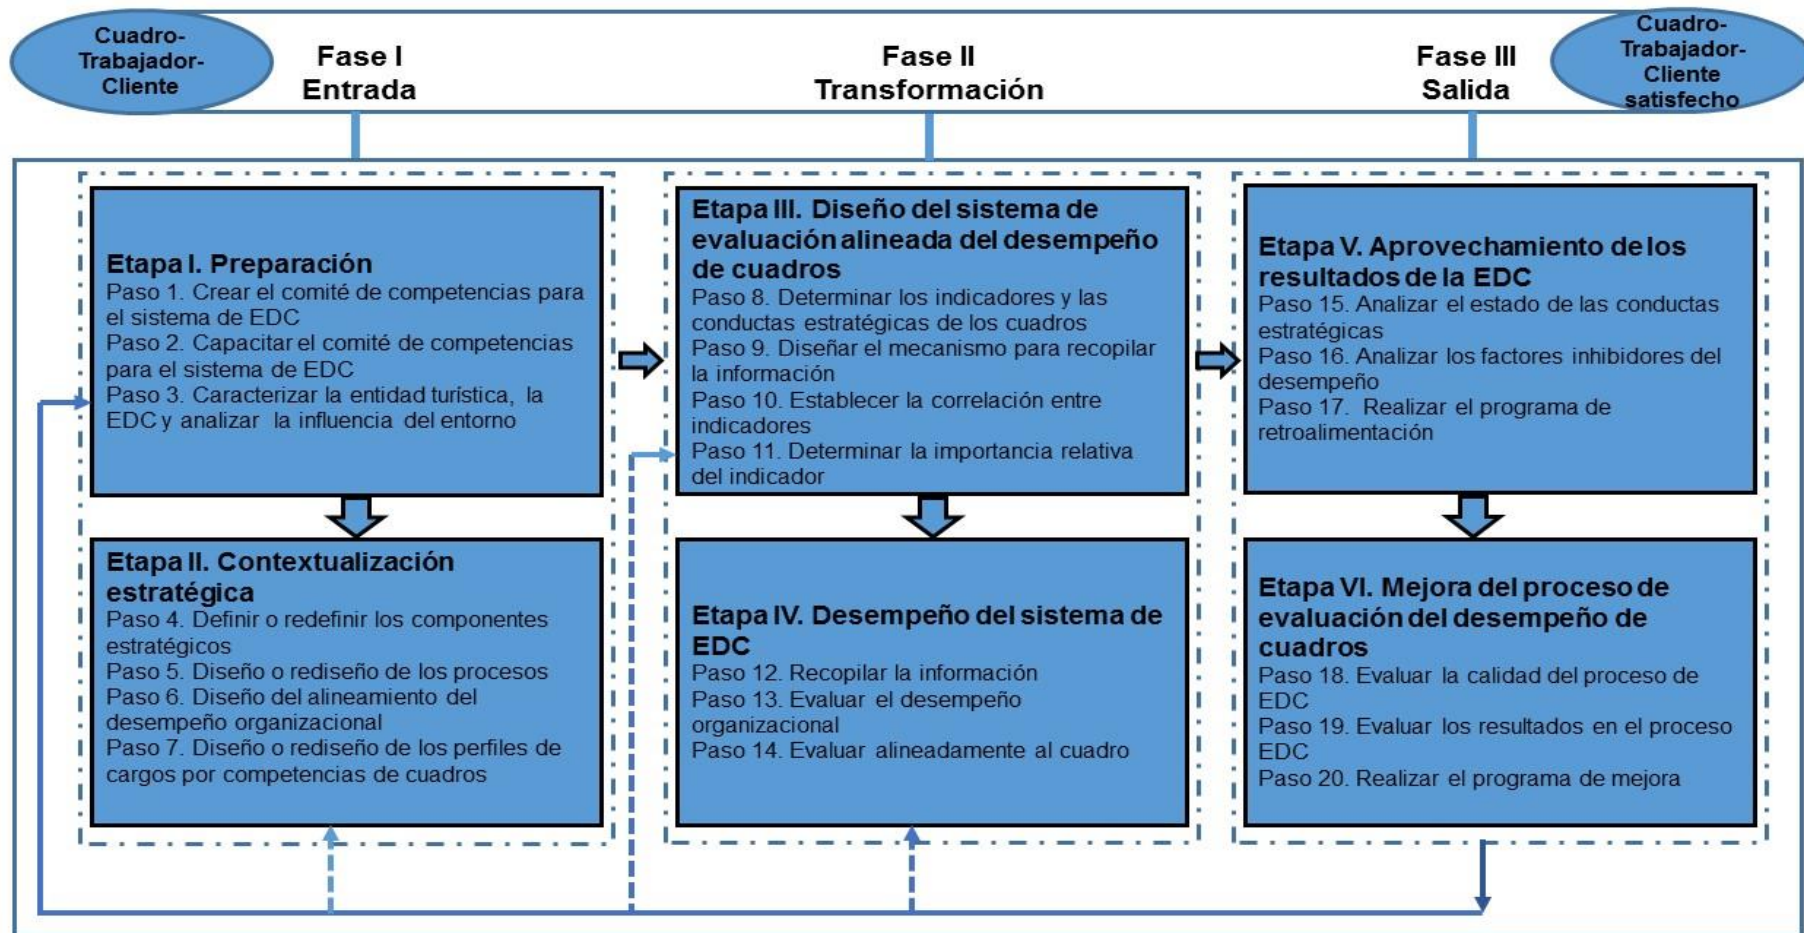 Cuadro-
Trabajador-
Cliente
Fase I
Entrada
Fase II
Transformación
Fase III
Salida
Cuadro-
Trabajador-
Cliente
satisfecho
Etapa I. Preparación
Paso 1. Crear el comité de competencias para
el sistema de EDC
Paso 2. Capacitar el comité de competencias
para el sistema de EDC
Paso 3. Caracterizar la entidad turística, la
EDC y analizar la influencia del entorno
Etapa II. Contextualización
estratégica
Paso 4. Definir o redefinir los componentes
estratégicos
Paso 5. Diseño o rediseño de los procesos
Paso 6. Diseño del alineamiento del
desempeño organizacional
Paso 7. Diseño o rediseño de los perfiles de
cargos por competencias de cuadros
Etapa III. Diseño del sistema de
evaluación alineada del desempeño
de cuadros
Paso 8. Determinar los indicadores y las
conductas estratégicas de los cuadros
Paso 9. Diseñar el mecanismo para recopilar
la información
Paso 10. Establecer la correlación entre
indicadores
Paso 11. Determinar la importancia relativa
del indicador
Etapa IV. Desempeño del sistema de
EDC
Paso 12. Recopilar la información
Paso 13. Evaluar el desempeño
organizacional
Paso 14. Evaluar alineadamente al cuadro
Etapa V. Aprovechamiento de los
resultados de la EDC
Paso 15. Analizar el estado de las conductas
estratégicas
Paso 16. Analizar los factores inhibidores del
desempeño
Paso 17. Realizar el programa de
retroalimentación
Etapa VI. Mejora del proceso de
evaluación del desempeño de
cuadros
Paso 18. Evaluar la calidad del proceso de
EDC
Paso 19. Evaluar los resultados en el proceso
EDC
Paso 20. Realizar el programa de mejora